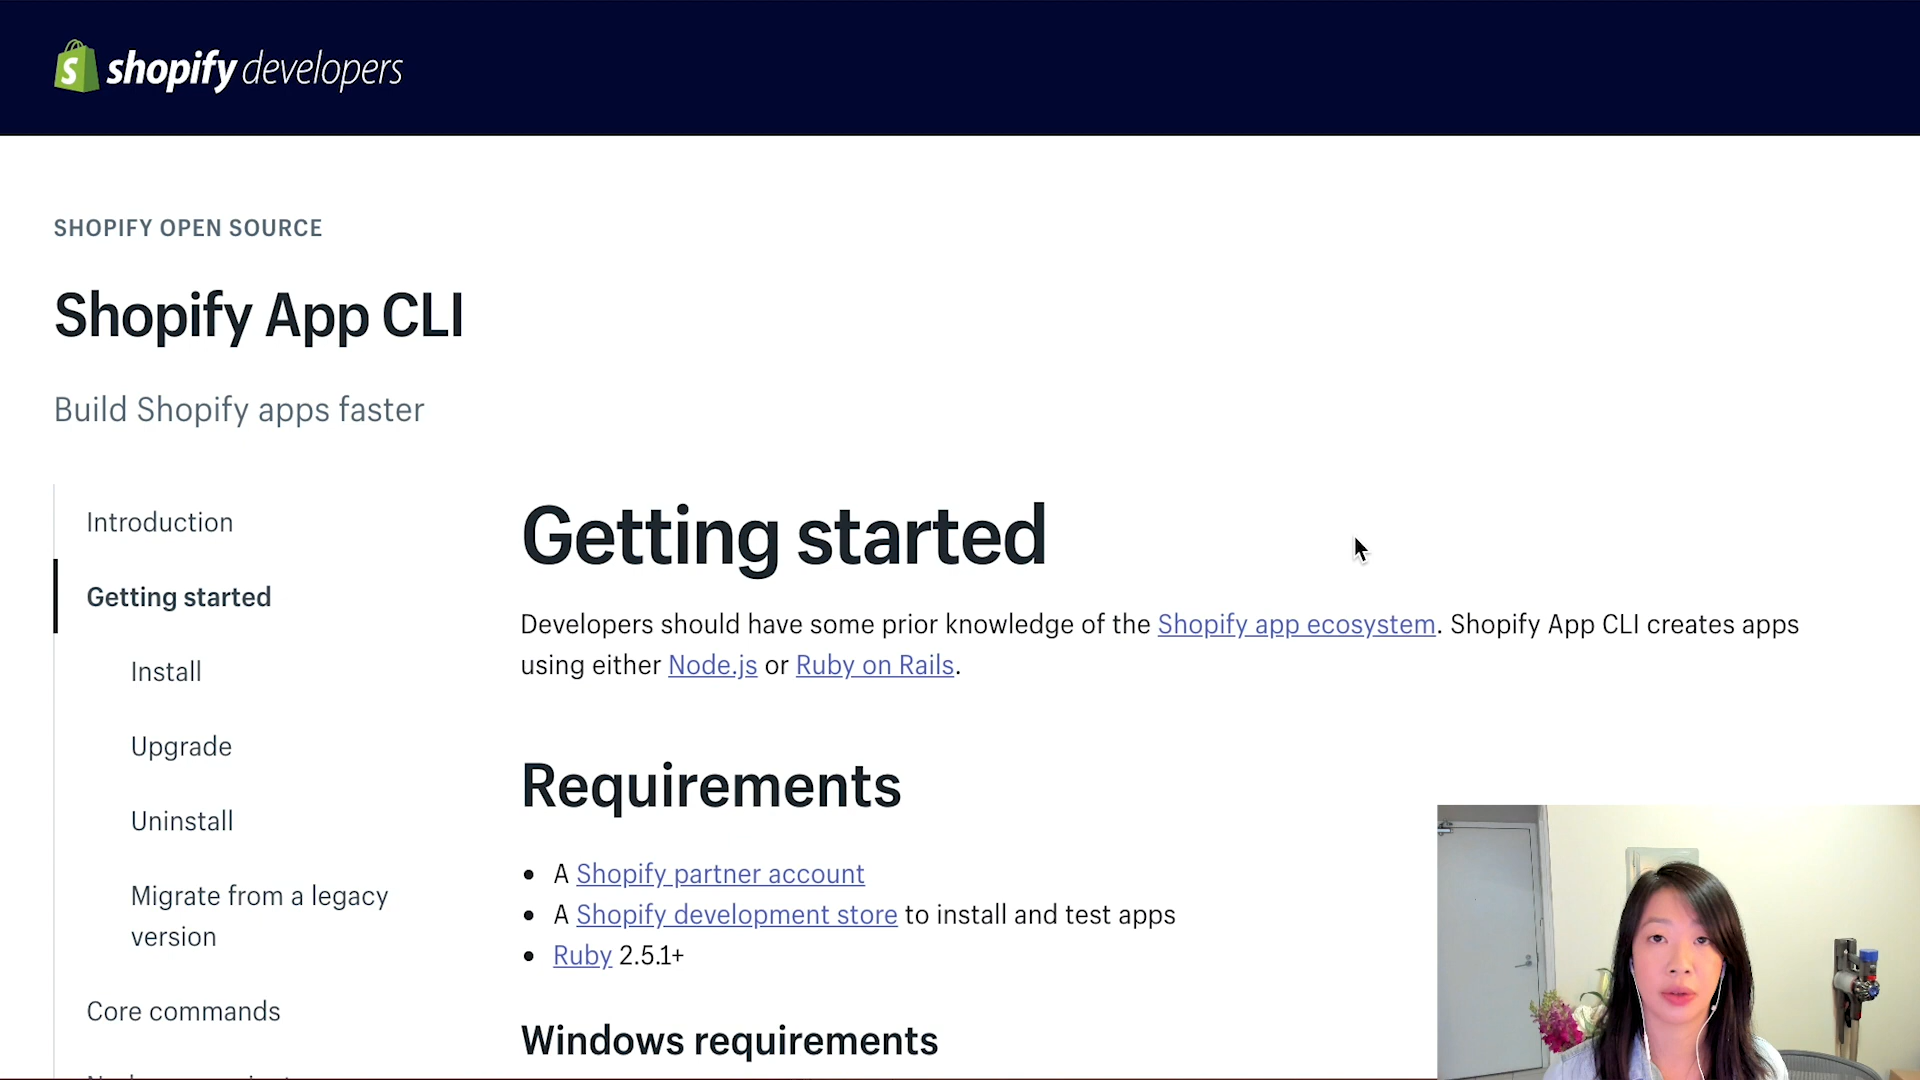 shopify developers
SHOPIFY OPEN SOURCE
Shopify App CLI
Build Shopify apps faster
Introduction
Getting started
Install
Upgrade
Uninstall
Migrate from a legacy
version
Core commands
Getting started
Developers should have some prior knowledge of the Shopify app ecosystem. Shopify App CLI creates apps
using either Node.js or Ruby on Rails.
Requirements
• A Shopify partner account
• A Shopify development store to install and test apps
• Ruby 2.5.1+
Windows requirements